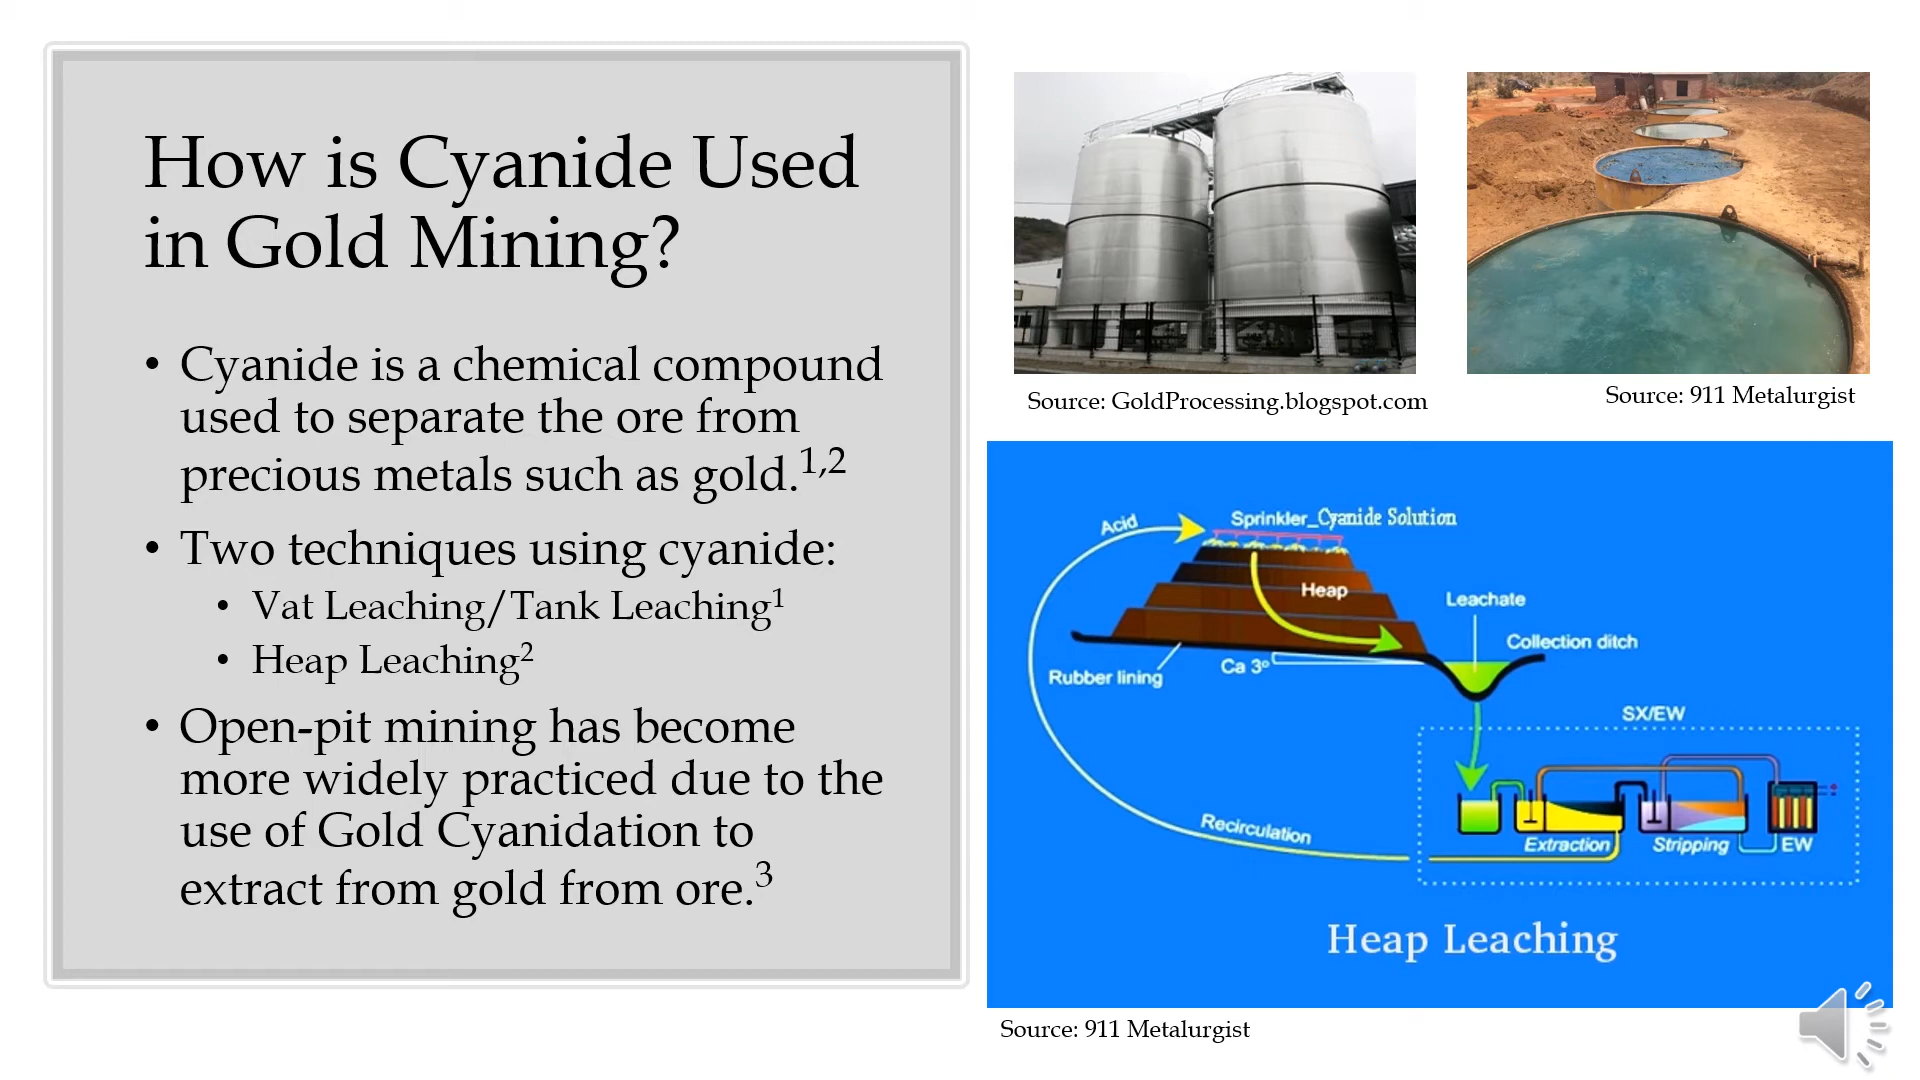 How is Cyanide Used
in Gold Mining?
• Cyanide is a chemical compound
used to separate the ore from
precious metals such as gold.1,2
• Two techniques using cyanide:
• Vat Leaching/Tank Leaching1
• Heap Leaching2
• Open-pit mining has become
more widely practiced due to the
use of Gold Cyanidation to
extract from gold from ore.3
Source: GoldProcessing.blogspot.com
Source: 911 Metalurgist
Acid
Sprinkler_Cyanide Solution
Heap
Leachate
Collection ditch
Ca 3°
Rubber lining
SX/EW
Recirculation
Extraction
Stripping
EW
Heap Leaching
Source: 911 Metalurgist